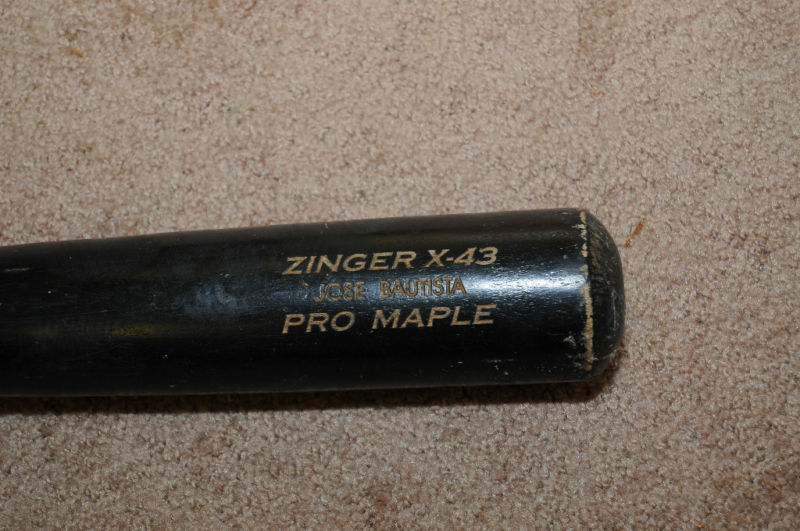 ZINGER X-43
JOSE BAUTISTA
PRO MAPLE